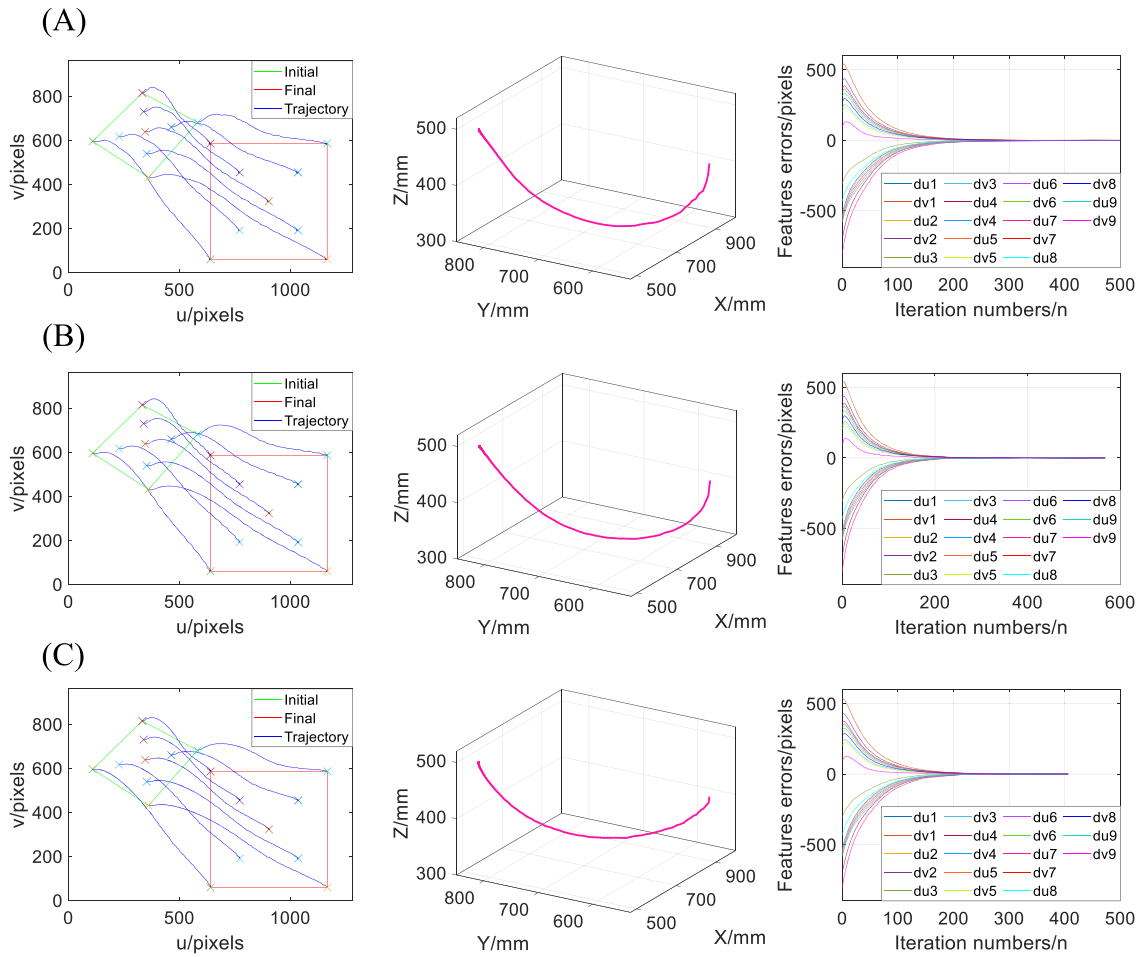 (A)
v/pixels
800
600
400
200
0
0 500 1000
u/pixels
Initial
Final
Trajectory
Z/mm
500
400
300
800
700
600
Y/mm
500
700
900
X/mm
Features errors/pixels
500
0
-500
0 100 200 300 400 500
Iteration numbers/n
du1 dv3 du6 dv8
dv1 du4 dv6 du9
du2 dv4 du7 dv9
dv2 du5 dv7
du3 dv5 du8
(B)
v/pixels
800
600
400
200
0
0 500 1000
u/pixels
Initial
Final
Trajectory
Z/mm
500
400
300
800
700
600
Y/mm
500
700
900
X/mm
Features errors/pixels
500
0
-500
0 200 400 600
Iteration numbers/n
du1 dv3 du6 dv8
dv1 du4 dv6 du9
du2 dv4 du7 dv9
dv2 du5 dv7
du3 dv5 du8
(C)
v/pixels
800
600
400
200
0
0 500 1000
u/pixels
Initial
Final
Trajectory
Z/mm
500
400
300
800
700
600
Y/mm
500
700
900
X/mm
Features errors/pixels
500
0
-500
0 100 200 300 400 500
Iteration numbers/n
du1 dv3 du6 dv8
dv1 du4 dv6 du9
du2 dv4 du7 dv9
dv2 du5 dv7
du3 dv5 du8